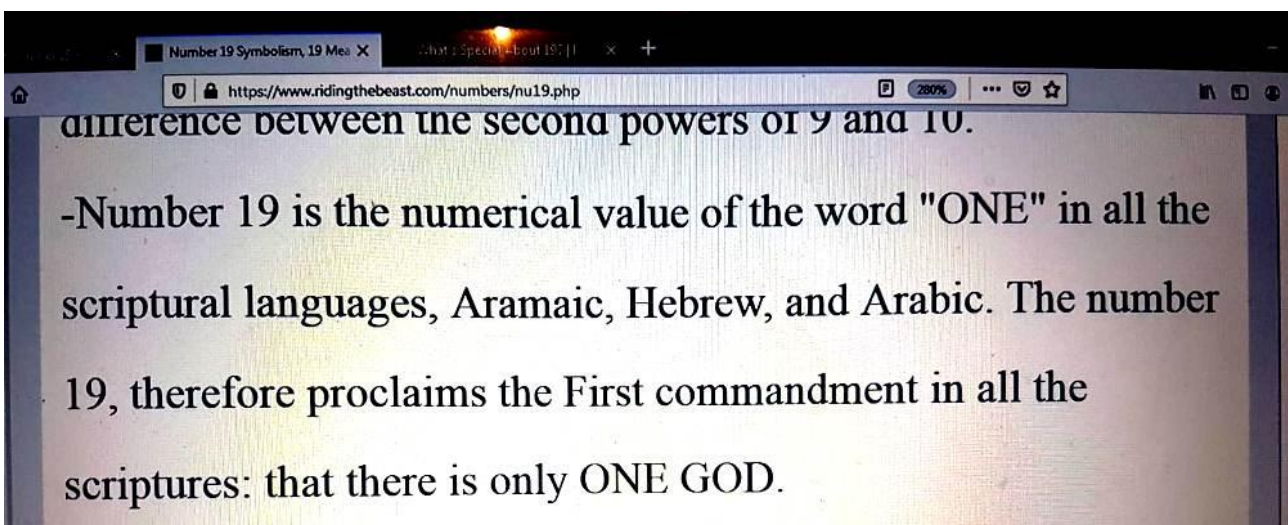 Number 19 Symbolism, 19 Mea
https://www.ridingthebeast.com/numbers/nu19.php
280%
difference between the second powers of 9 and 10.
-Number 19 is the numerical value of the word "ONE" in all the
scriptural languages, Aramaic, Hebrew, and Arabic. The number
19, therefore proclaims the First commandment in all the
scriptures: that there is only ONE GOD.